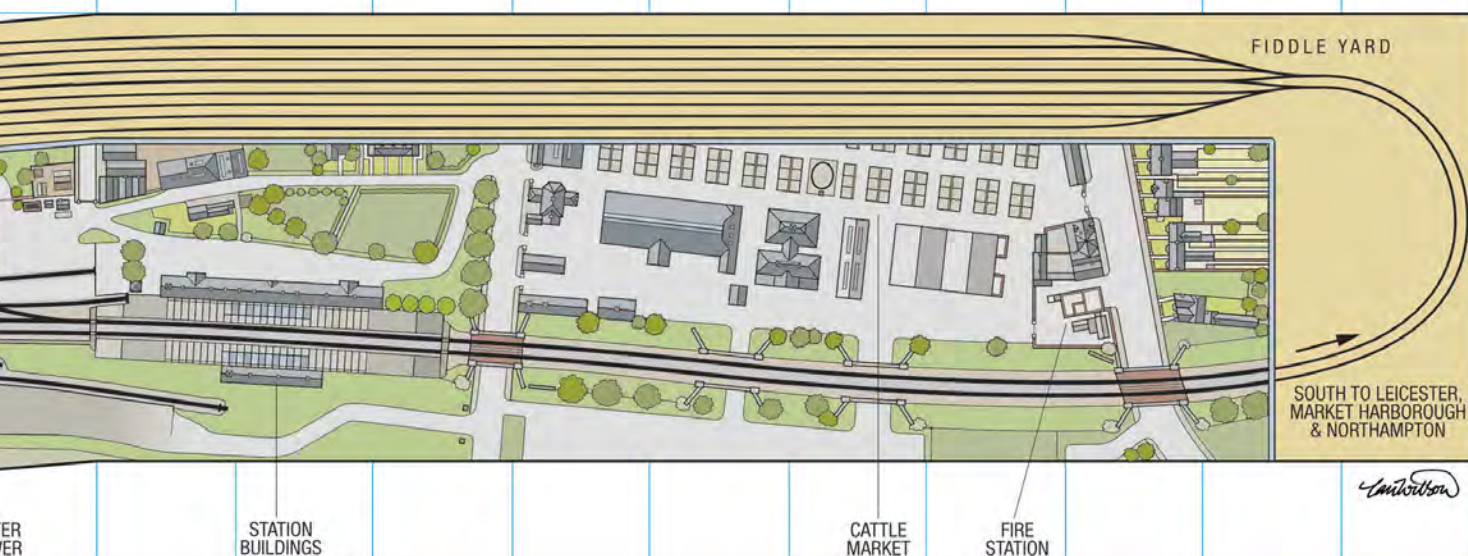 FIDDLE YARD
SOUTH TO LEICESTER,
MARKET HARBOROUGH
& NORTHAMPTON
STATION
BUILDINGS
CATTLE
MARKET
FIRE
STATION